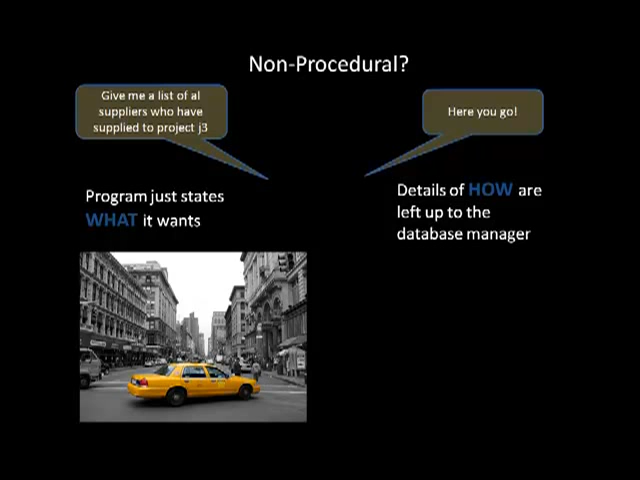 Non-Procedural?
Give me a list of al
suppliers who have
supplied to project j3
Here you go!
Program just states
WHAT it wants
Details of HOW are
left up to the
database manager